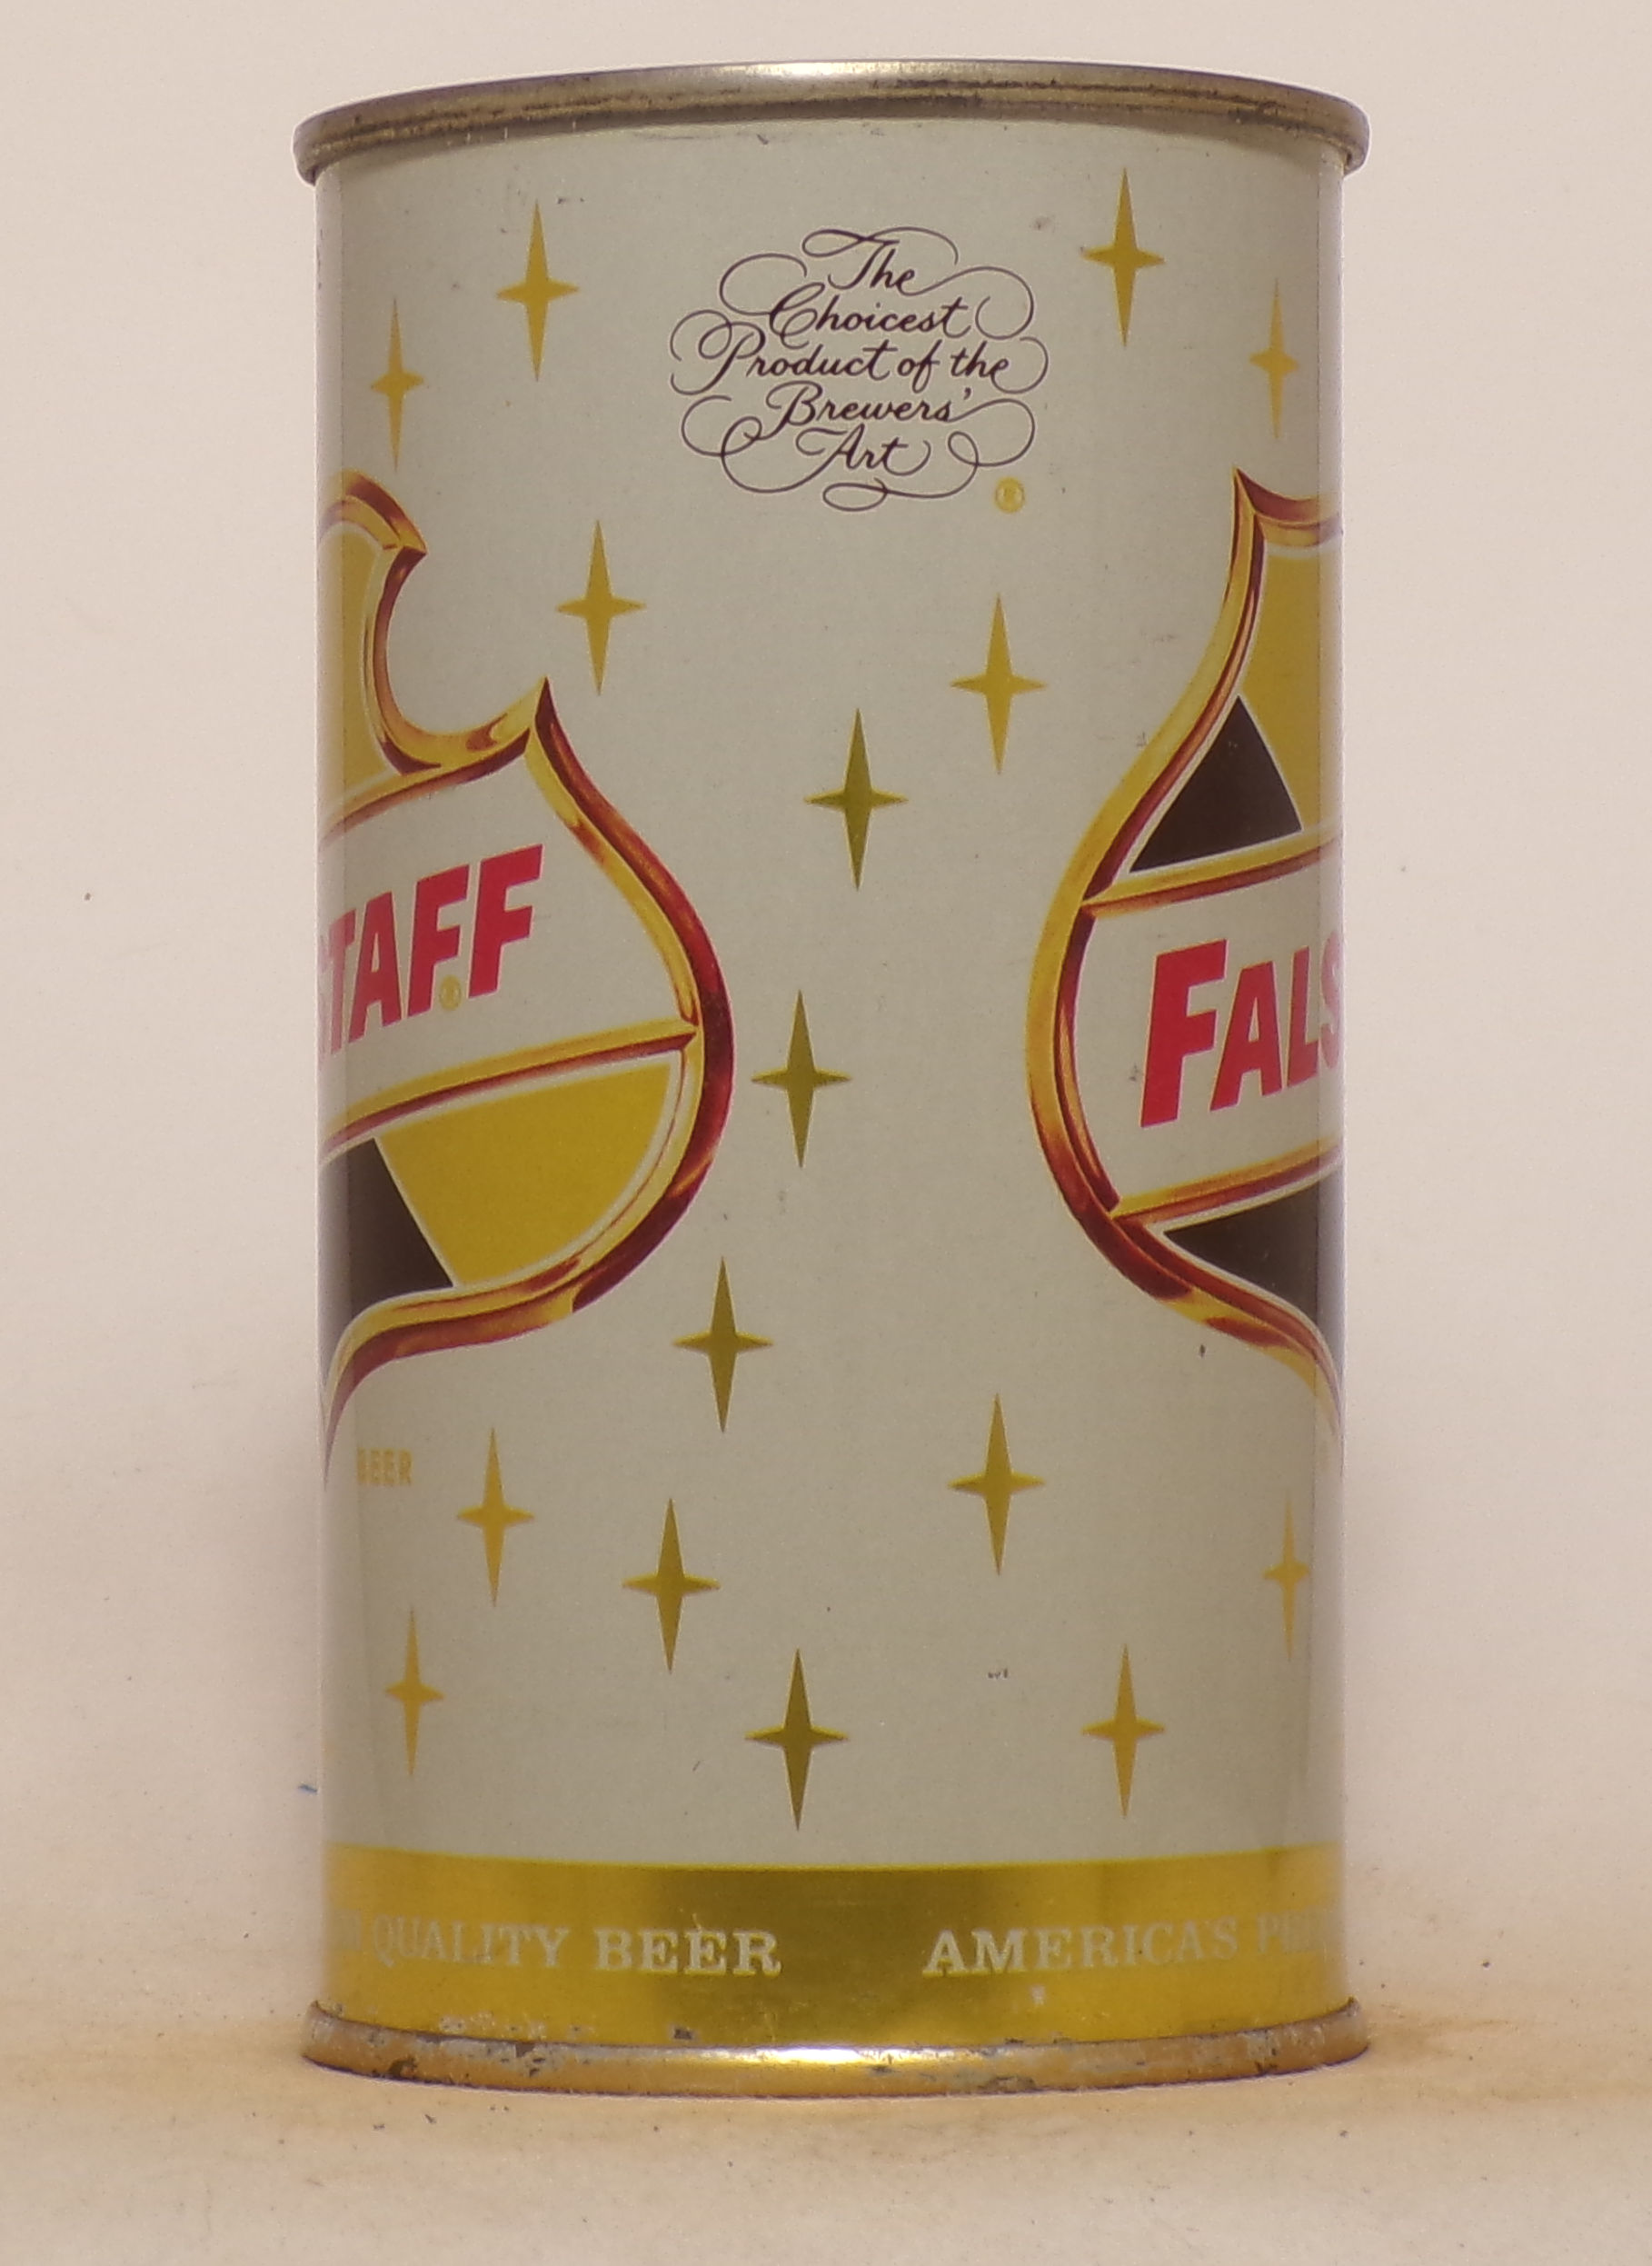 The
Choicest
Product of the
Brewers'
Art
®
STAFF
®
FALS
BEER
QUALITY BEER AMERICA'S